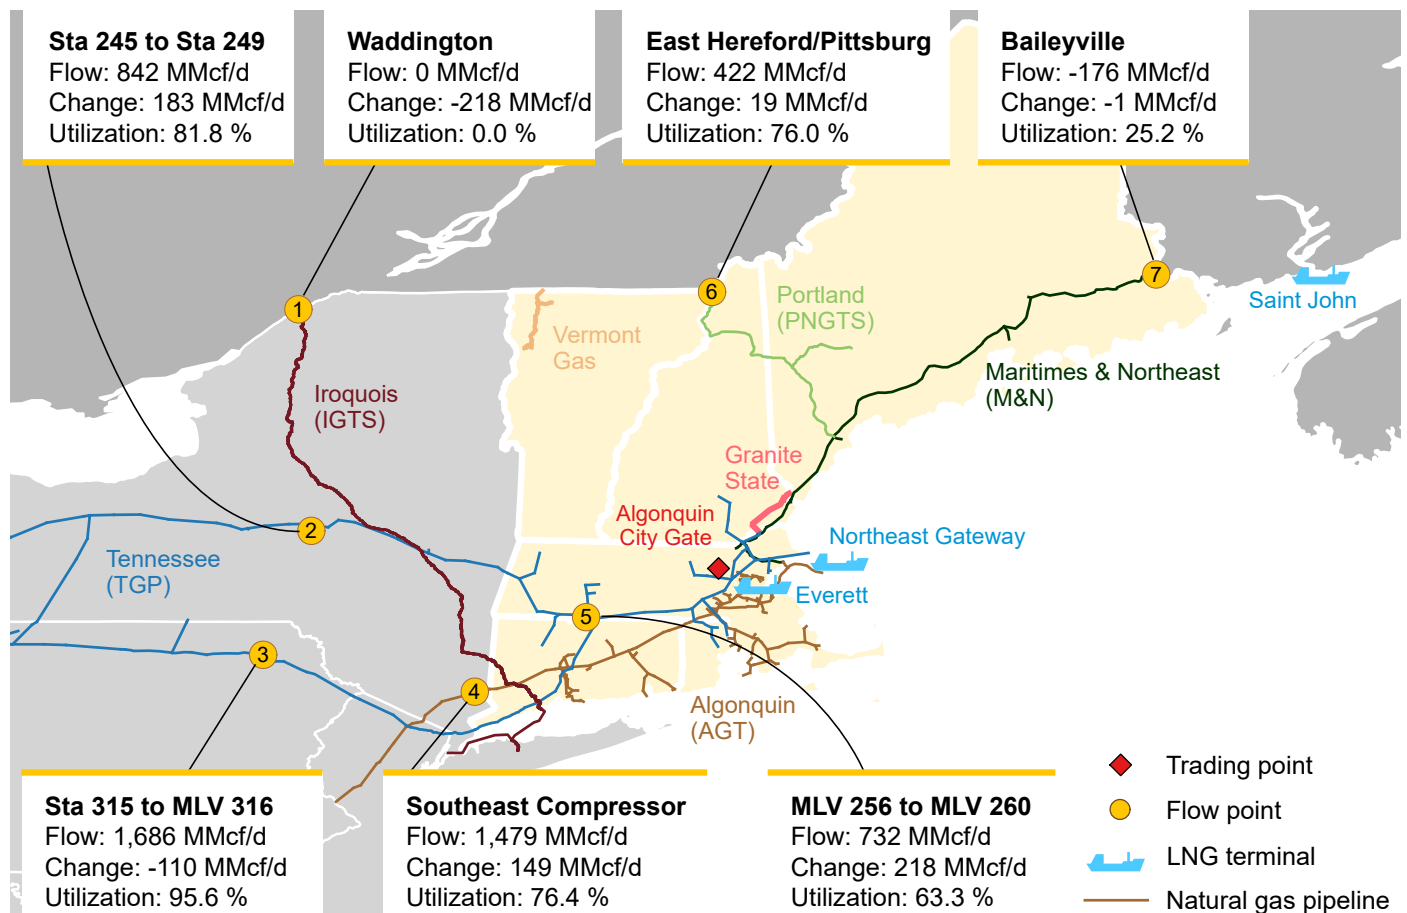 Sta 245 to Sta 249
Flow: 842 MMcf/d
Change: 183 MMcf/d
Utilization: 81.8 %
Waddington
Flow: 0 MMcf/d
Change: -218 MMcf/d
Utilization: 0.0 %
East Hereford/Pittsburg
Flow: 422 MMcf/d
Change: 19 MMcf/d
Utilization: 76.0 %
Baileyville
Flow: -176 MMcf/d
Change: -1 MMcf/d
Utilization: 25.2 %
7
6
1
Saint John
Portland
(PNGTS)
Vermont
Gas
Maritimes & Northeast
(M&N)
Iroquois
(IGTS)
Granite
State
Algonquin
City Gate
2
Northeast Gateway
Tennessee
(TGP)
Everett
5
3
4
Algonquin
(AGT)
Sta 315 to MLV 316
Flow: 1,686 MMcf/d
Change: -110 MMcf/d
Utilization: 95.6 %
Southeast Compressor
Flow: 1,479 MMcf/d
Change: 149 MMcf/d
Utilization: 76.4 %
MLV 256 to MLV 260
Flow: 732 MMcf/d
Change: 218 MMcf/d
Utilization: 63.3 %
Trading point
Flow point
LNG terminal
Natural gas pipeline